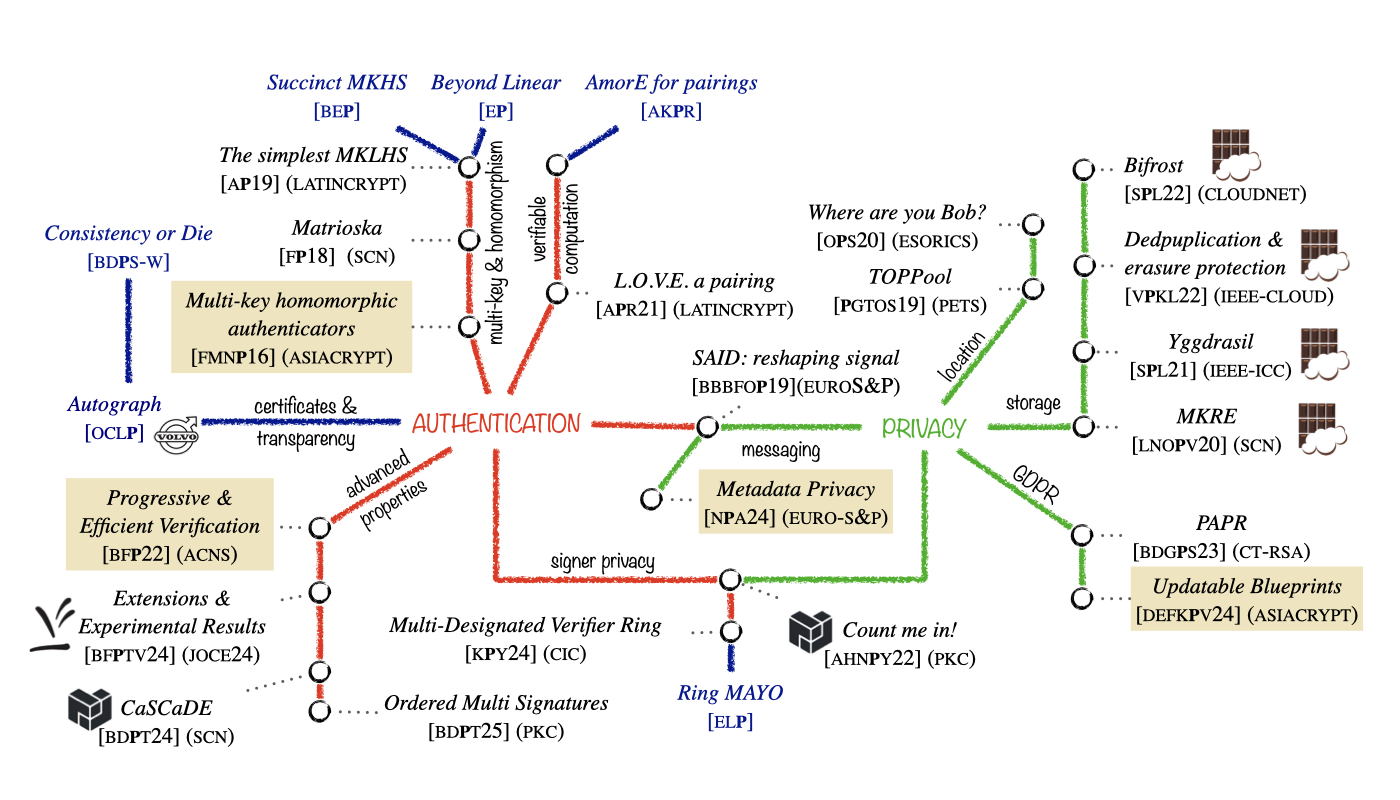 Succinct MKHS
[BEP]
Beyond Linear
[EP]
AmorE for pairings
[AKPR]
The simplest MKLHS
[AP19] (LATINCRYPT)
Matrioska
[FP18] (SCN)
Multi-key homomorphic
authenticators
[FMNP16] (ASIACRYPT)
multi-key & homomorphism
verifiable
computation
L.O.V.E. a pairing
[APR21] (LATINCRYPT)
Consistency or Die
[BDPS-W]
Autograph
[OCLP]
VOLVO
certificates &
transparency
AUTHENTICATION
SAID: reshaping signal
[BBBFOP19](EUROS&P)
messaging
Metadata Privacy
[NPA24] (EURO-S&P)
PRIVACY
Where are you Bob?
[OPS20] (ESORICS)
TOPPool
[PGTOS19] (PETS)
location
storage
Bifrost
[SPL22] (CLOUDNET)
Dedpuplication &
erasure protection
[VPKL22] (IEEE-CLOUD)
Yggdrasil
[SPL21] (IEEE-ICC)
MKRE
[LNOPV20] (SCN)
GDPR
PAPR
[BDGPS23] (CT-RSA)
Updatable Blueprints
[DEFKPV24] (ASIACRYPT)
advanced
properties
Progressive &
Efficient Verification
[BFP22] (ACNS)
Extensions &
Experimental Results
[BFPTV24] (JOCE24)
CaSCaDE
[BDPT24] (SCN)
Ordered Multi Signatures
[BDPT25] (PKC)
signer privacy
Multi-Designated Verifier Ring
[KPY24] (CIC)
Count me in!
[AHNPY22] (PKC)
Ring MAYO
[ELP]